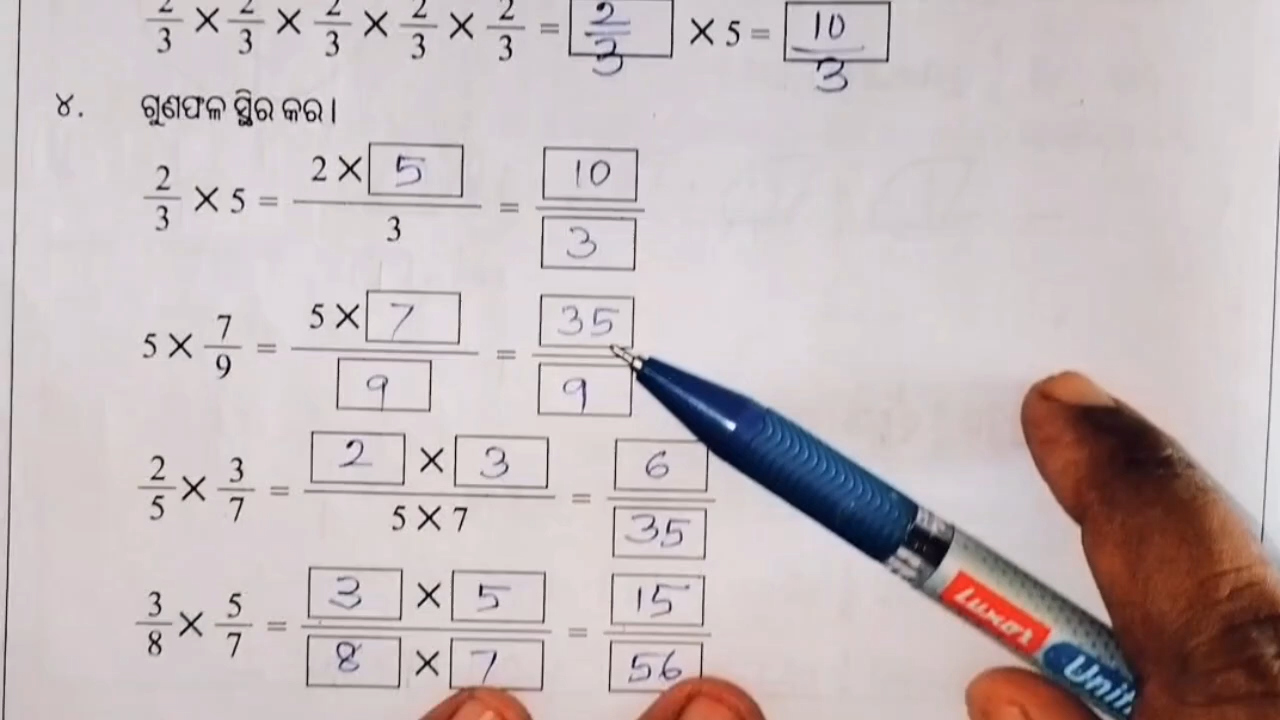 2/3 × 2/3 × 2/3 × 2/3 × 2/3 = 2/3 × 5 = 10/3
୪. ଗୁଣଫଳ ସ୍ଥିର କର।
2/3 × 5 = 2 × 5 / 3 = 10/3
5 × 7/9 = 5 × 7 / 9 = 35/9
2/5 × 3/7 = 2 × 3 / 5 × 7 = 6/35
3/8 × 5/7 = 3 × 5 / 8 × 7 = 15/56
Luxor
Uni